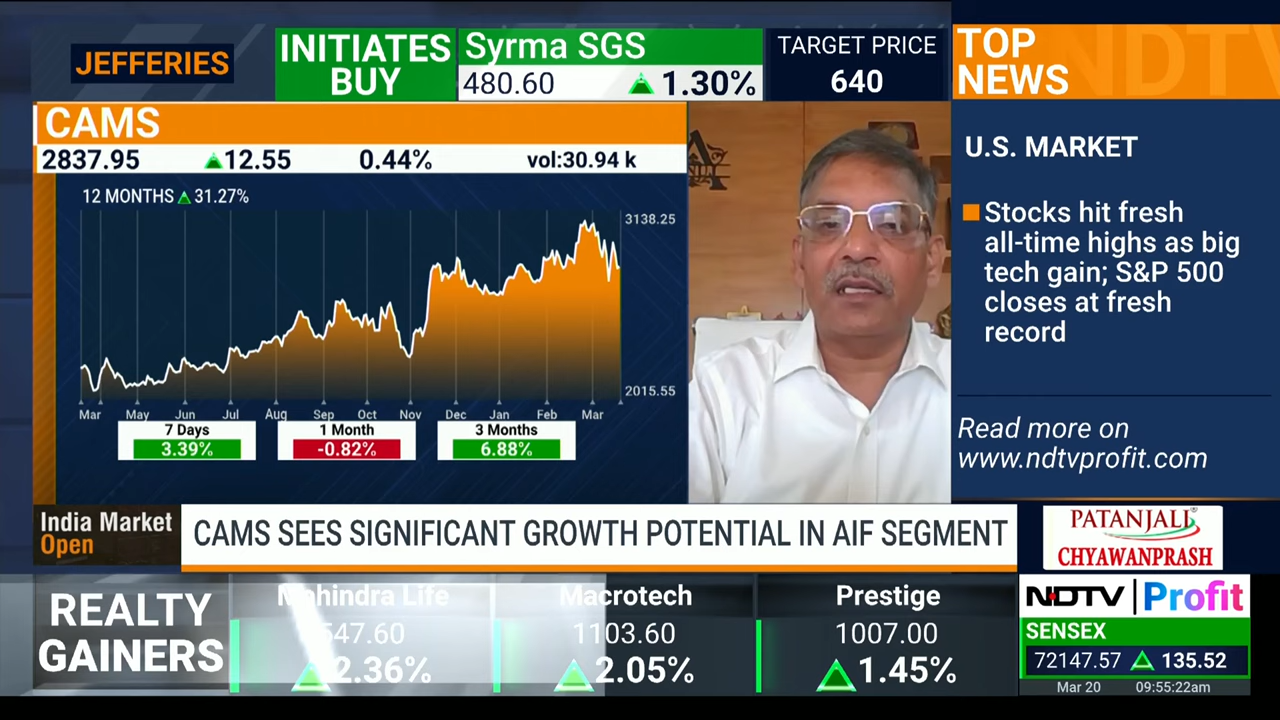 JEFFERIES
INITIATES
BUY
Syrma SGS
480.60 1.30%
TARGET PRICE
640
TOP
NEWS
CAMS
2837.95 12.55 0.44% vol:30.94 k
12 MONTHS 31.27%
3138.25
2015.55
Mar May Jun Jul Aug Sep Oct Nov Dec Jan Feb Mar
7 Days
3.39%
1 Month
-0.82%
3 Months
6.88%
U.S. MARKET
Stocks hit fresh
all-time highs as big
tech gain; S&P 500
closes at fresh
record
Read more on
www.ndtvprofit.com
India Market
Open
CAMS SEES SIGNIFICANT GROWTH POTENTIAL IN AIF SEGMENT
PATANJALI
CHYAWANPRASH
REALTY
GAINERS
Mahindra Life
547.60
2.36%
Macrotech
1103.60
2.05%
Prestige
1007.00
1.45%
NDTV Profit
SENSEX
72147.57 135.52
Mar 20 09:55:22am